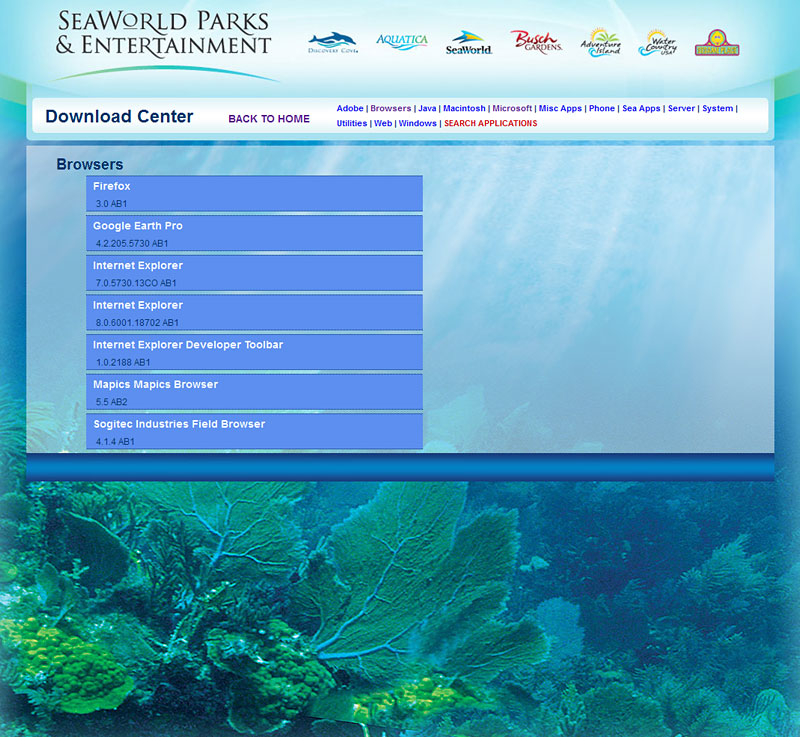 SEAWORLD PARKS
& ENTERTAINMENT
DISCOVERY COVE
AQUATICA
SeaWorld
Busch
GARDENS
Adventure
Island
Water
Country
USA
Download Center
BACK TO HOME
Adobe | Browsers | Java | Macintosh | Microsoft | Misc Apps | Phone | Sea Apps | Server | System |
Utilities | Web | Windows | SEARCH APPLICATIONS
Browsers
Firefox
3.0 AB1
Google Earth Pro
4.2.205.5730 AB1
Internet Explorer
7.0.5730.13CO AB1
Internet Explorer
8.0.6001.18702 AB1
Internet Explorer Developer Toolbar
1.0.2188 AB1
Mapics Mapics Browser
5.5 AB2
Sogitec Industries Field Browser
4.1.4 AB1